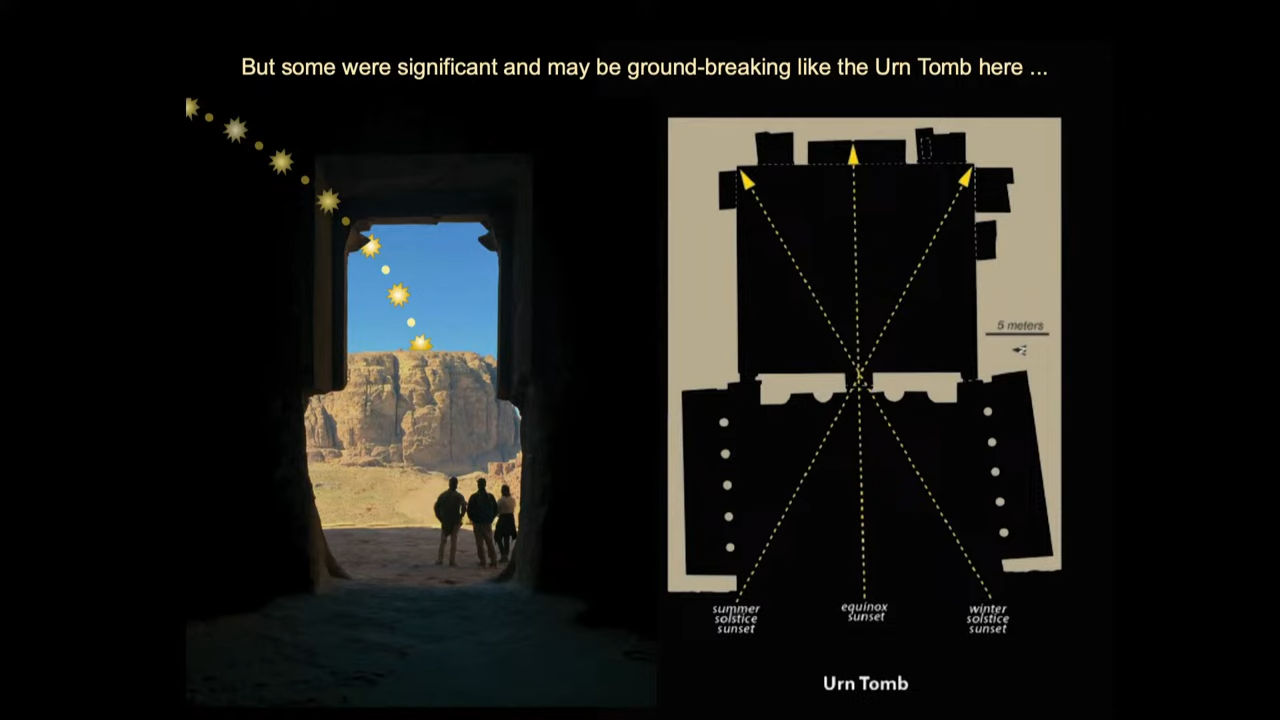 But some were significant and may be ground-breaking like the Urn Tomb here ...
5 meters
summer
solstice
sunset
equinox
sunset
winter
solstice
sunset
Urn Tomb